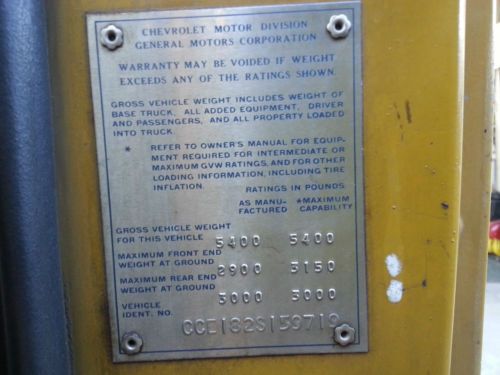 CHEVROLET MOTOR DIVISION
GENERAL MOTORS CORPORATION
WARRANTY MAY BE VOIDED IF WEIGHT
EXCEEDS ANY OF THE RATINGS SHOWN.
GROSS VEHICLE WEIGHT INCLUDES WEIGHT OF
BASE TRUCK, ALL ADDED EQUIPMENT, DRIVER
AND PASSENGERS, AND ALL PROPERTY LOADED
INTO TRUCK.
* REFER TO OWNER'S MANUAL FOR EQUIP-
MENT REQUIRED FOR INTERMEDIATE OR
MAXIMUM GVW RATINGS, AND FOR OTHER
LOADING INFORMATION, INCLUDING TIRE
INFLATION.
RATINGS IN POUNDS
AS MANU- *MAXIMUM
FACTURED CAPABILITY
GROSS VEHICLE WEIGHT
FOR THIS VEHICLE 5400 5400
MAXIMUM FRONT END
WEIGHT AT GROUND 2900 3150
MAXIMUM REAR END
WEIGHT AT GROUND 3000 3000
VEHICLE
IDENT. NO. CCE182S159719